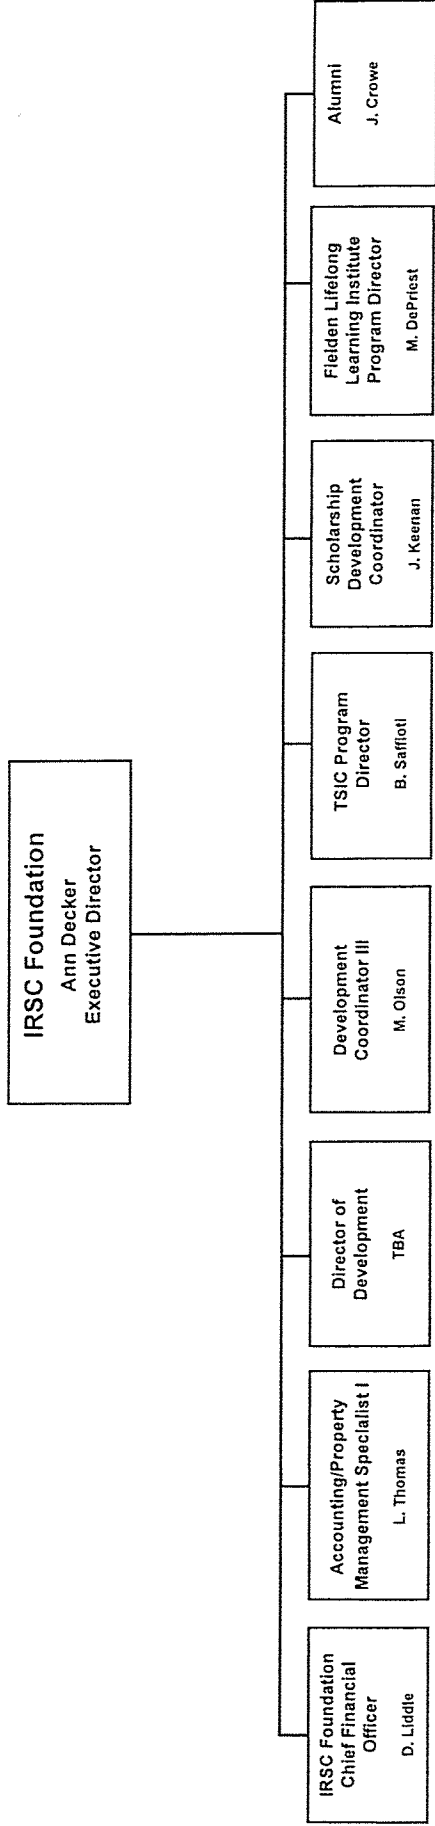 IRSC Foundation
Ann Decker
Executive Director
IRSC Foundation
Chief Financial
Officer
D. Liddle
Accounting/Property
Management Specialist I
L. Thomas
Director of
Development
TBA
Development
Coordinator III
M. Olson
TSIC Program
Director
B. Saffioti
Scholarship
Development
Coordinator
J. Keenan
Fielden Lifelong
Learning Institute
Program Director
M. DePriest
Alumni
J. Crowe